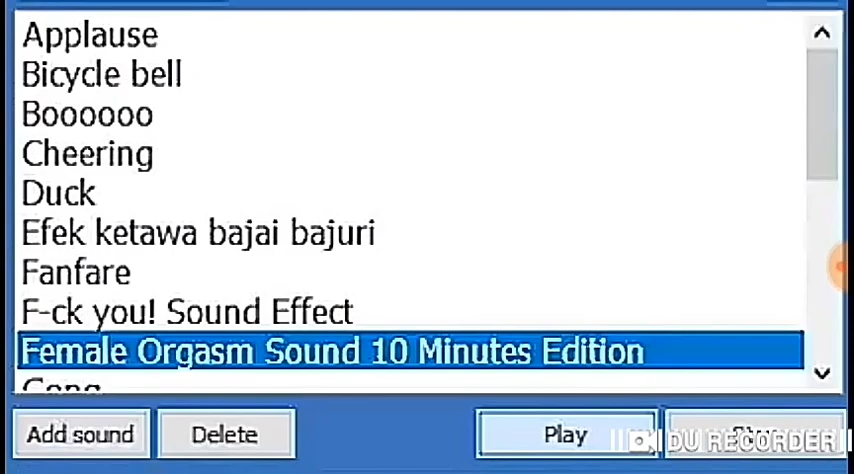 Applause
Bicycle bell
Boooooo
Cheering
Duck
Efek ketawa bajai bajuri
Fanfare
F-ck you! Sound Effect
Female Orgasm Sound 10 Minutes Edition
Add sound
Delete
Play
DU RECORDER